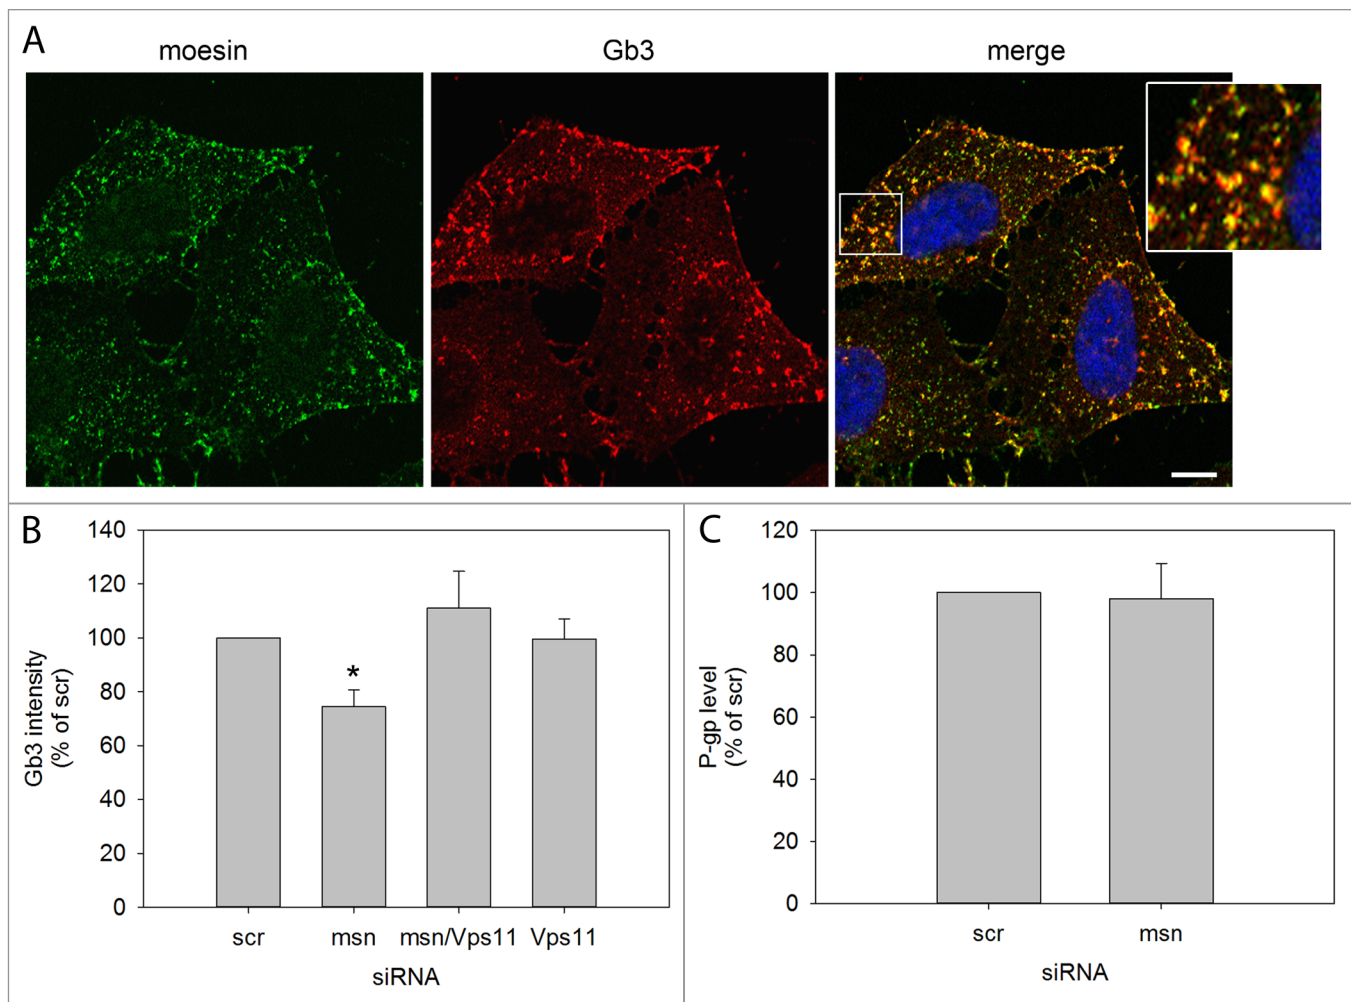 A
moesin
Gb3
merge
B
140
120
100
80
60
40
20
0
Gb3 intensity
(% of scr)
*
scr
msn
msn/Vps11
Vps11
siRNA
C
120
100
80
60
40
20
0
P-gp level
(% of scr)
scr
msn
siRNA